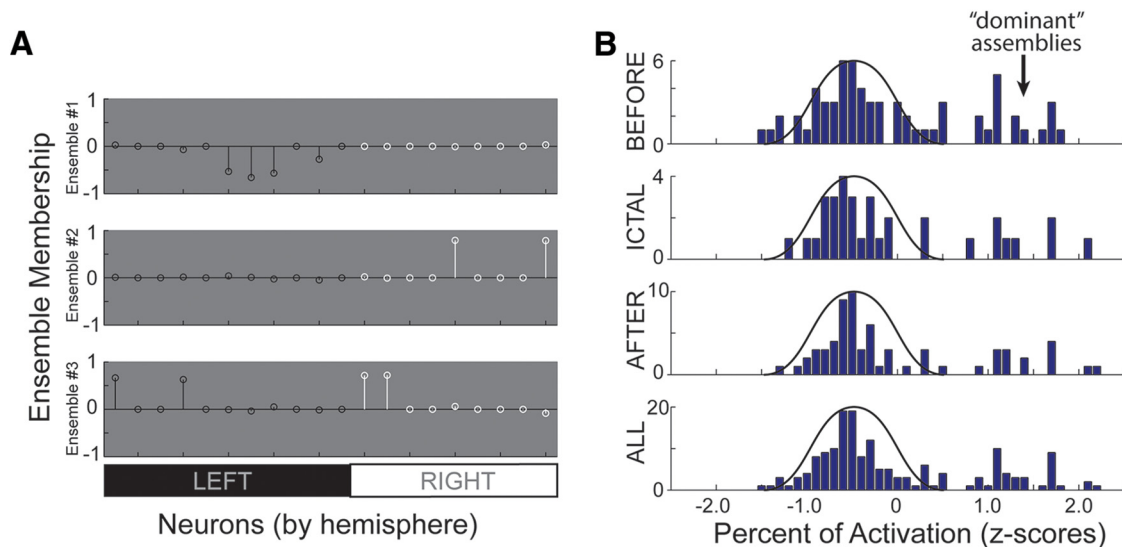 A
Ensemble Membership
Ensemble #1
1
0
-1
Ensemble #2
1
0
-1
Ensemble #3
1
0
-1
LEFT
RIGHT
Neurons (by hemisphere)
B
"dominant"
assemblies
BEFORE
6
0
ICTAL
4
0
AFTER
10
0
ALL
20
0
-2.0 -1.0 0 1.0 2.0
Percent of Activation (z-scores)